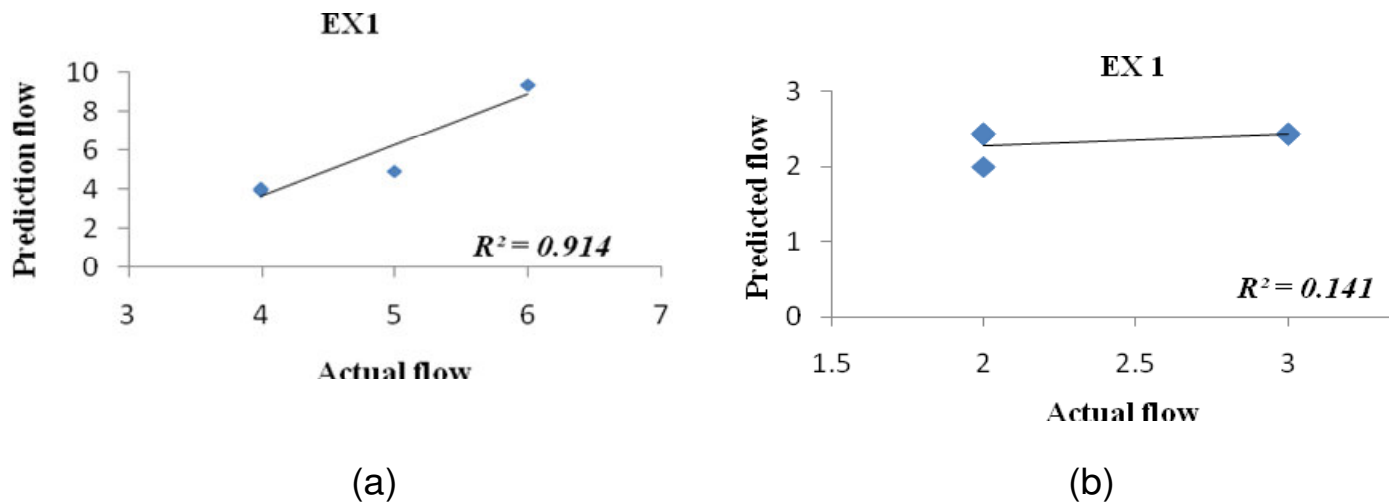 EX1
Prediction flow
10
8
6
4
2
0
3 4 5 6 7
R² = 0.914
Actual flow
(a)
EX 1
Predicted flow
3
2
1
0
1.5 2 2.5 3
R² = 0.141
Actual flow
(b)